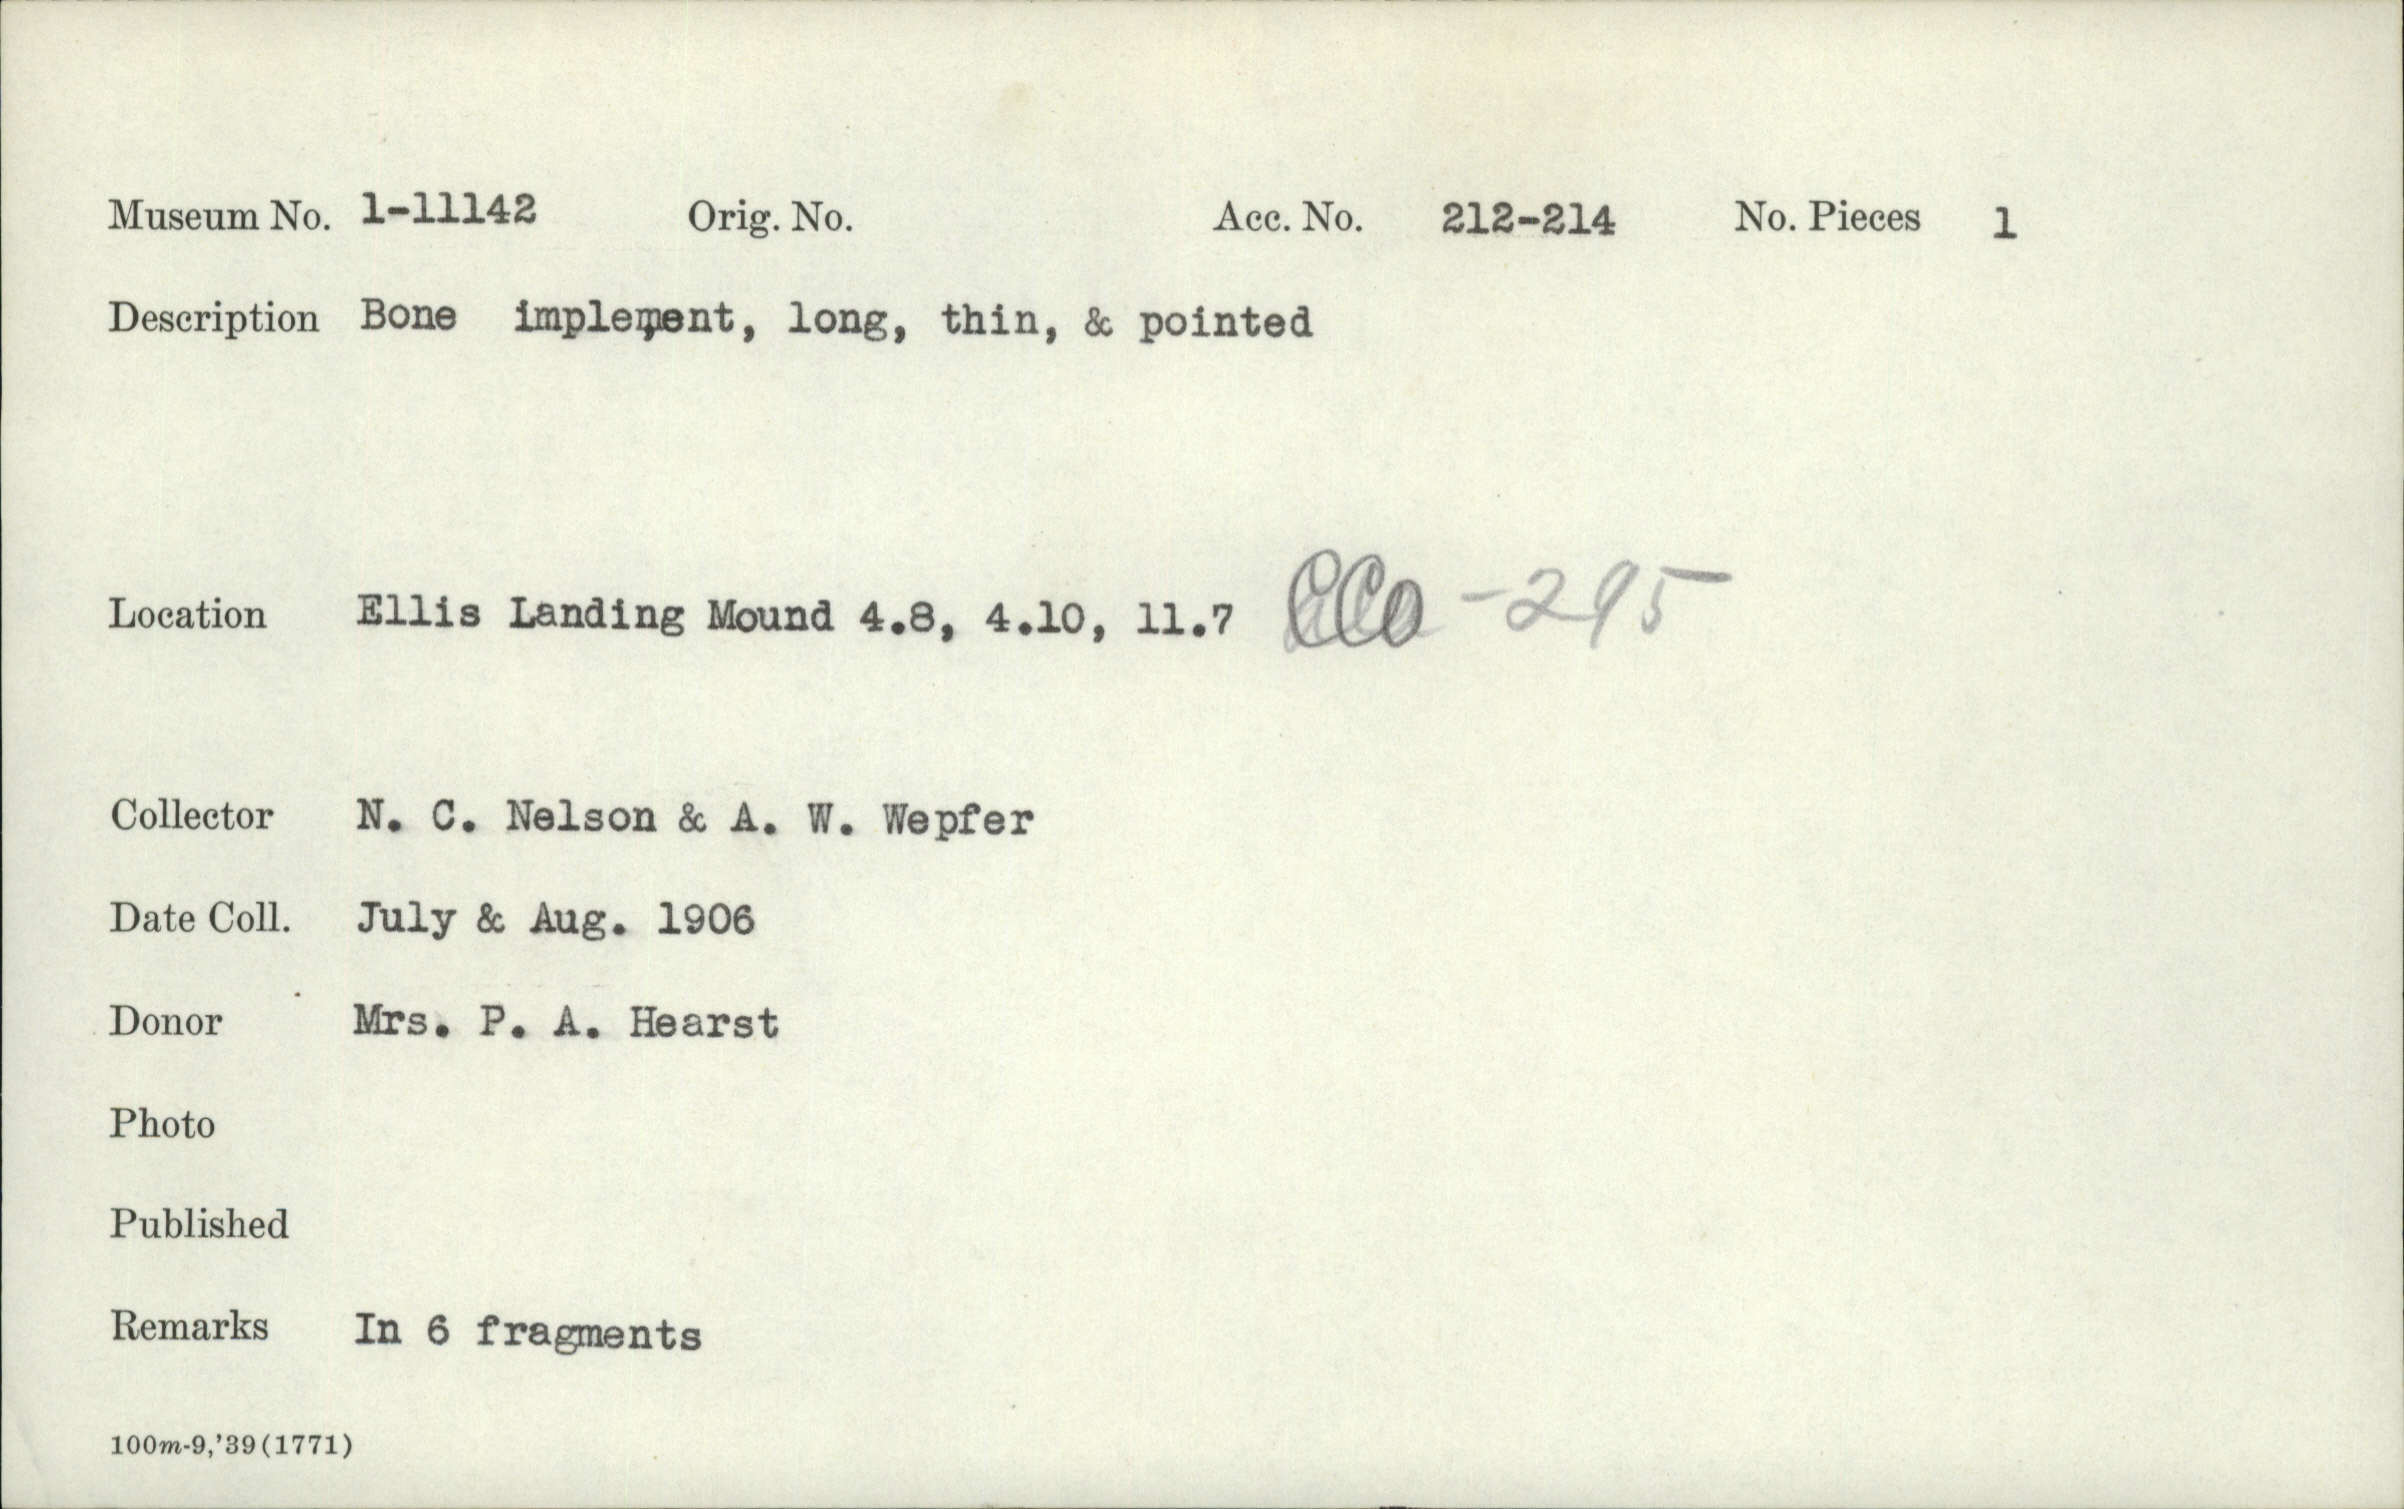 Museum No. 1-11142 Orig. No. Acc. No. 212-214 No. Pieces 1
Description Bone implement, long, thin, & pointed
Location Ellis Landing Mound 4.8, 4.10, 11.7 CCo -295
Collector N. C. Nelson & A. W. Wepfer
Date Coll. July & Aug. 1906
Donor Mrs. P. A. Hearst
Photo
Published
Remarks In 6 fragments
100m-9,'39(1771)